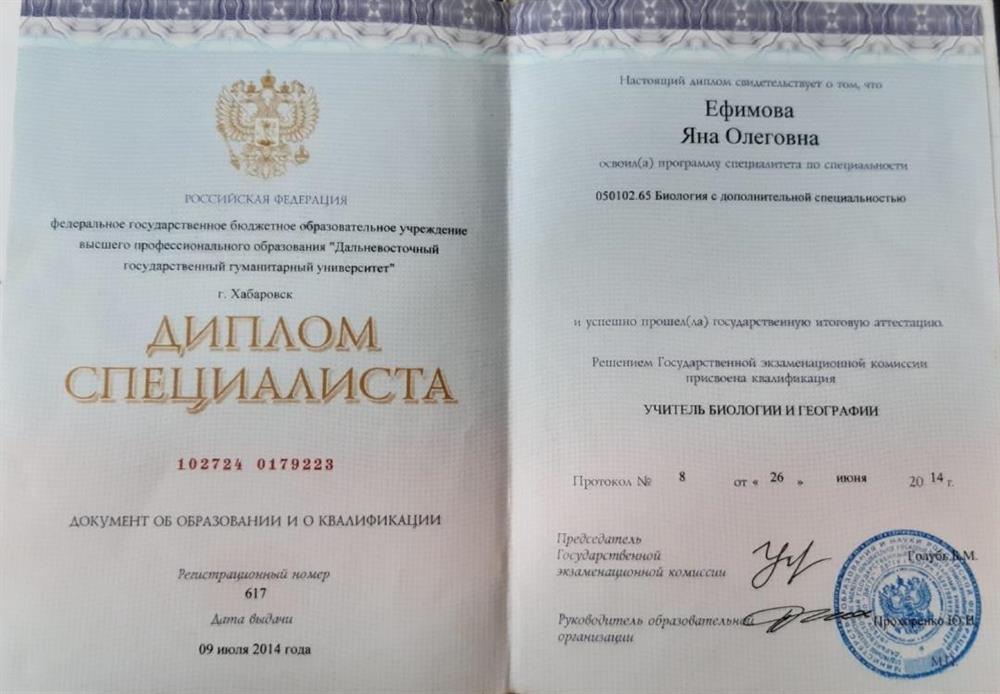 РОССИЙСКАЯ ФЕДЕРАЦИЯ
федеральное государственное бюджетное образовательное учреждение
высшего профессионального образования "Дальневосточный
государственный гуманитарный университет"
г. Хабаровск
ДИПЛОМ
СПЕЦИАЛИСТА
102724 0179223
ДОКУМЕНТ ОБ ОБРАЗОВАНИИ И О КВАЛИФИКАЦИИ
Регистрационный номер
617
Дата выдачи
09 июля 2014 года
Настоящий диплом свидетельствует о том, что
Ефимова
Яна Олеговна
освоил(а) программу специалитета по специальности
050102.65 Биология с дополнительной специальностью
и успешно прошел(ла) государственную итоговую аттестацию
Решением Государственной экзаменационной комиссии
присвоена квалификация
УЧИТЕЛЬ БИОЛОГИИ И ГЕОГРАФИИ
Протокол № 8 от « 26 » июня 20 14 г.
Председатель
Государственной
экзаменационной комиссии
Голубь В.М.
Руководитель образовательной
организации
Прохоренко
М.П.